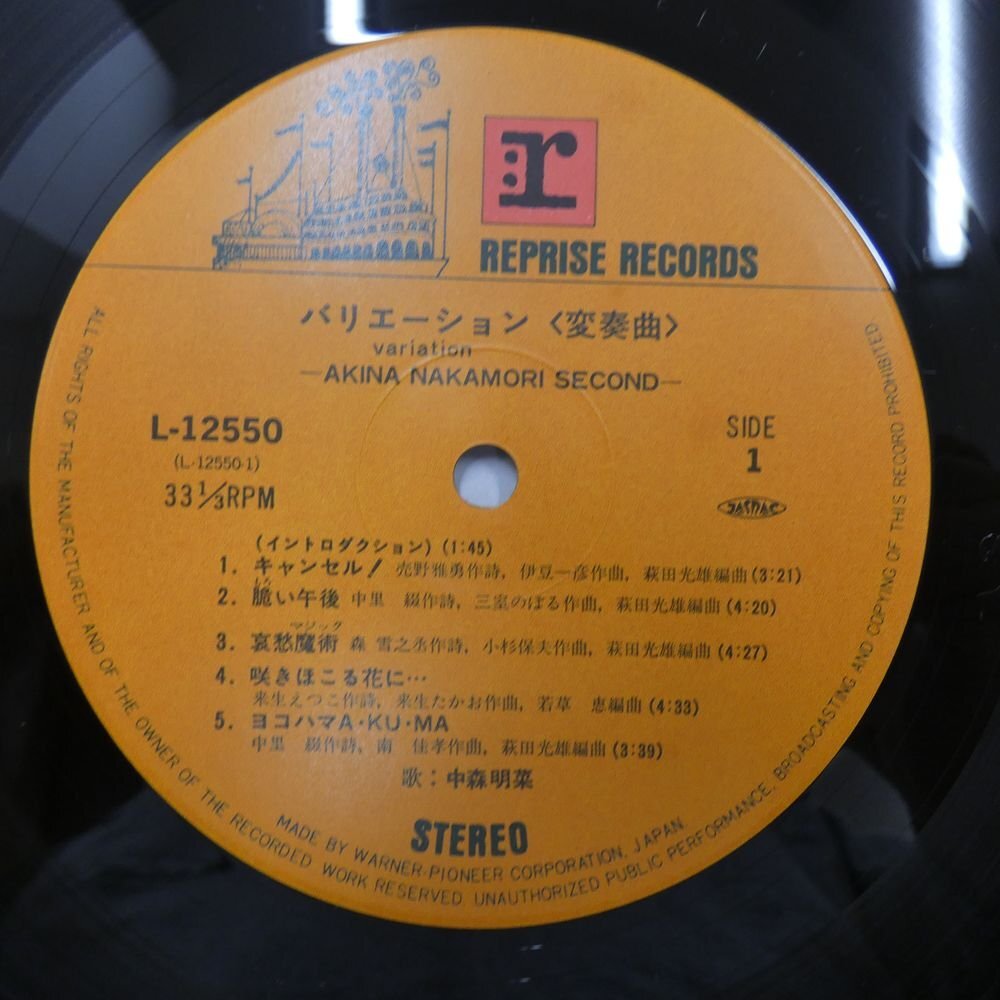 :r
REPRISE RECORDS
バリエーション〈変奏曲〉
variation
—AKINA NAKAMORI SECOND—
L-12550
(L-12550-1)
33 1/3 RPM
SIDE
1
JASRAC
(イントロダクション) (1:45)
1. キャンセル! 売野雅勇作詩, 伊豆一彦作曲, 萩田光雄編曲 (3:21)
もろ
2. 脆い午後 中里 綴作詩, 三室のぼる作曲, 萩田光雄編曲 (4:20)
マジック
3. 哀愁魔術 森 雪之丞作詩, 小杉保夫作曲, 萩田光雄編曲 (4:27)
4. 咲きほこる花に…
来生えつこ作詩, 来生たかお作曲, 若草 恵編曲 (4:33)
5. ヨコハマA・KU・MA
中里 綴作詩, 南 佳孝作曲, 萩田光雄編曲 (3:39)
歌: 中森明菜
STEREO
MADE BY WARNER-PIONEER CORPORATION, JAPAN.
ALL RIGHTS OF THE MANUFACTURER AND OF THE OWNER OF THE RECORDED WORK RESERVED. UNAUTHORIZED PUBLIC PERFORMANCE, BROADCASTING AND COPYING OF THIS RECORD PROHIBITED